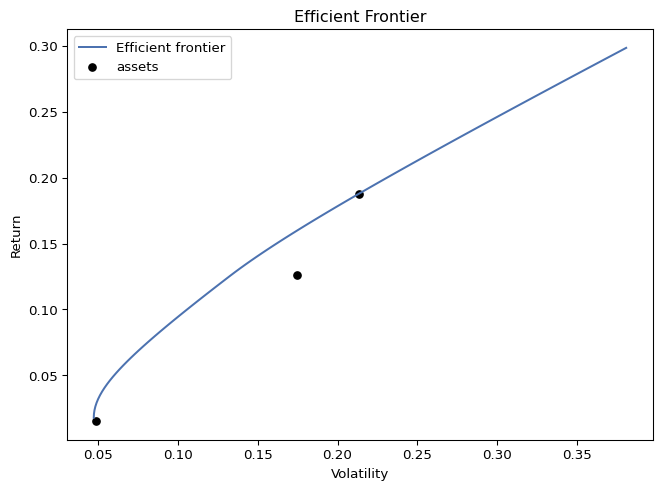 Efficient Frontier
Efficient frontier
assets
0.30
0.25
0.20
0.15
0.10
0.05
Return
0.05 0.10 0.15 0.20 0.25 0.30 0.35
Volatility